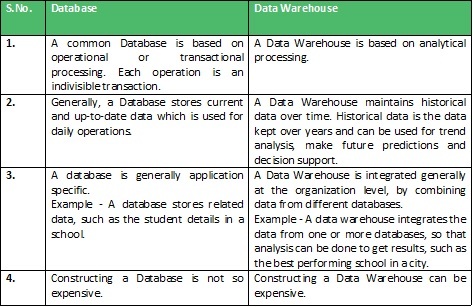 S.No. Database Data Warehouse
1. A common Database is based on A Data Warehouse is based on analytical
operational or transactional processing.
processing. Each operation is an
indivisible transaction.
2. Generally, a Database stores current A Data Warehouse maintains historical
and up-to-date data which is used for data over time. Historical data is the data
daily operations. kept over years and can be used for trend
analysis, make future predictions and
decision support.
3. A database is generally application A Data Warehouse is integrated generally
specific. at the organization level, by combining
Example - A database stores related data from different databases.
data, such as the student details in a Example - A data warehouse integrates the
school. data from one or more databases, so that
analysis can be done to get results, such as
the best performing school in a city.
4. Constructing a Database is not so Constructing a Data Warehouse can be
expensive. expensive.